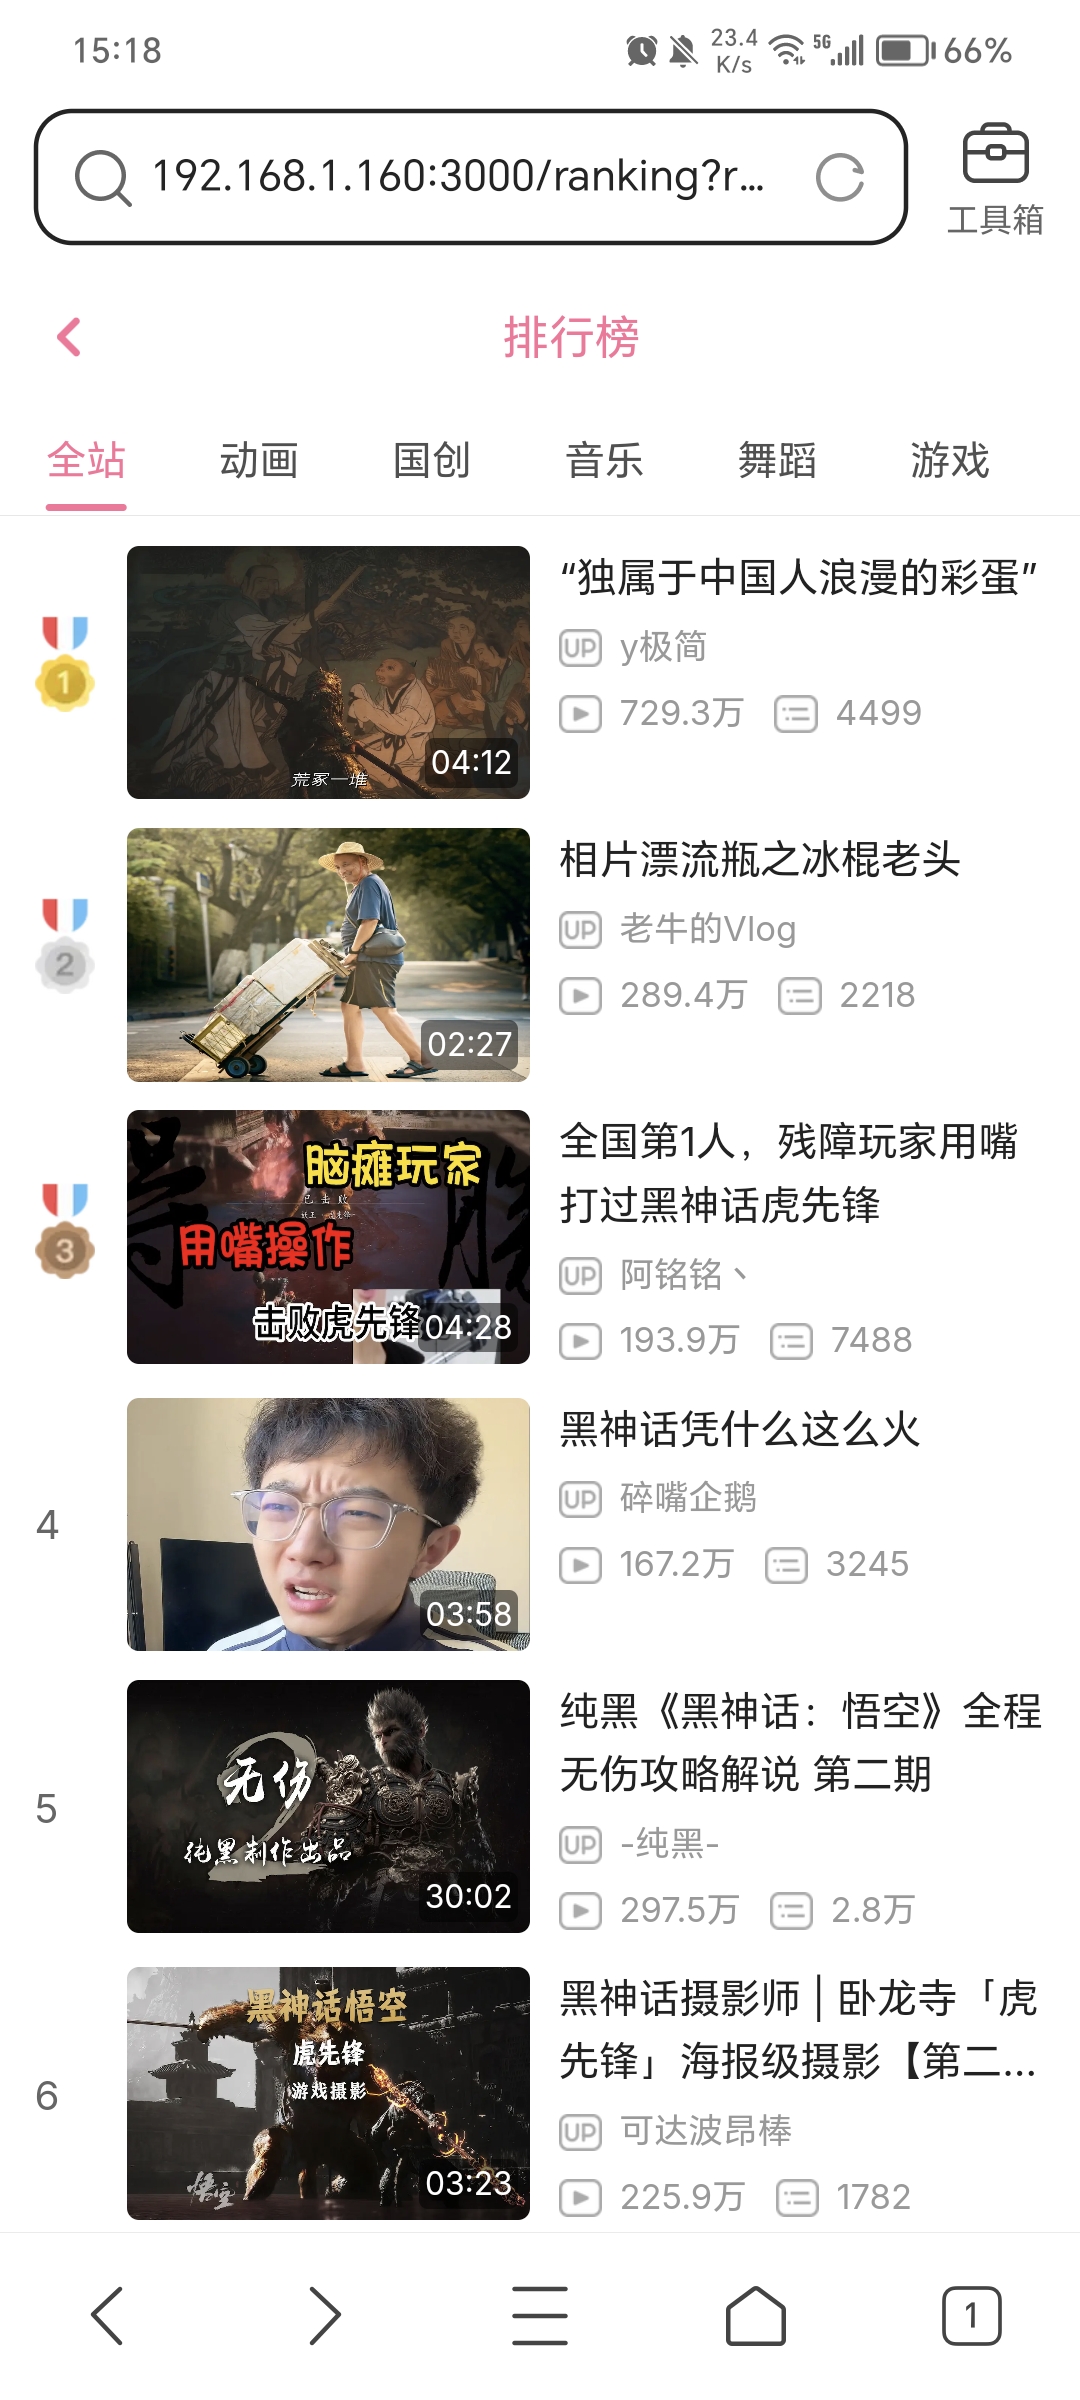 15:18
23.4
K/s
5G
66%
192.168.1.160:3000/ranking?r...
工具箱
排行榜
全站 动画 国创 音乐 舞蹈 游戏
1
荒冢一堆
04:12
“独属于中国人浪漫的彩蛋”
UP y极简
729.3万 4499
2
02:27
相片漂流瓶之冰棍老头
UP 老牛的Vlog
289.4万 2218
3
脑瘫玩家
已击败
用嘴操作
击败虎先锋
04:28
全国第1人，残障玩家用嘴
打过黑神话虎先锋
UP 阿铭铭丶
193.9万 7488
4
03:58
黑神话凭什么这么火
UP 碎嘴企鹅
167.2万 3245
5
无伤
纯黑制作出品
30:02
纯黑《黑神话：悟空》全程
无伤攻略解说 第二期
UP -纯黑-
297.5万 2.8万
6
黑神话悟空
虎先锋
游戏摄影
悟空
03:23
黑神话摄影师 | 卧龙寺「虎
先锋」海报级摄影【第二...
UP 可达波昂棒
225.9万 1782
1